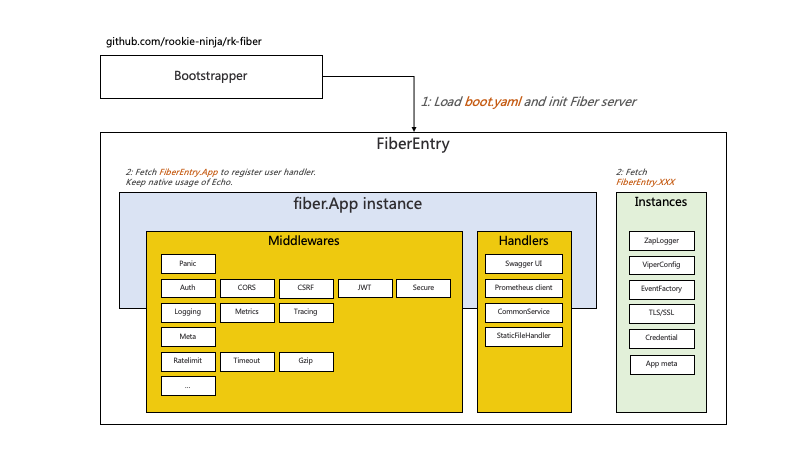 github.com/rookie-ninja/rk-fiber
Bootstrapper
1: Load boot.yaml and init Fiber server
FiberEntry
2: Fetch FiberEntry.App to register user handler.
Keep native usage of Echo.
2: Fetch
FiberEntry.XXX
fiber.App instance
Instances
Middlewares
Handlers
Panic
Auth
CORS
CSRF
JWT
Secure
Logging
Metrics
Tracing
Meta
Ratelimit
Timeout
Gzip
...
Swagger UI
Prometheus client
CommonService
StaticFileHandler
ZapLogger
ViperConfig
EventFactory
TLS/SSL
Credential
App meta